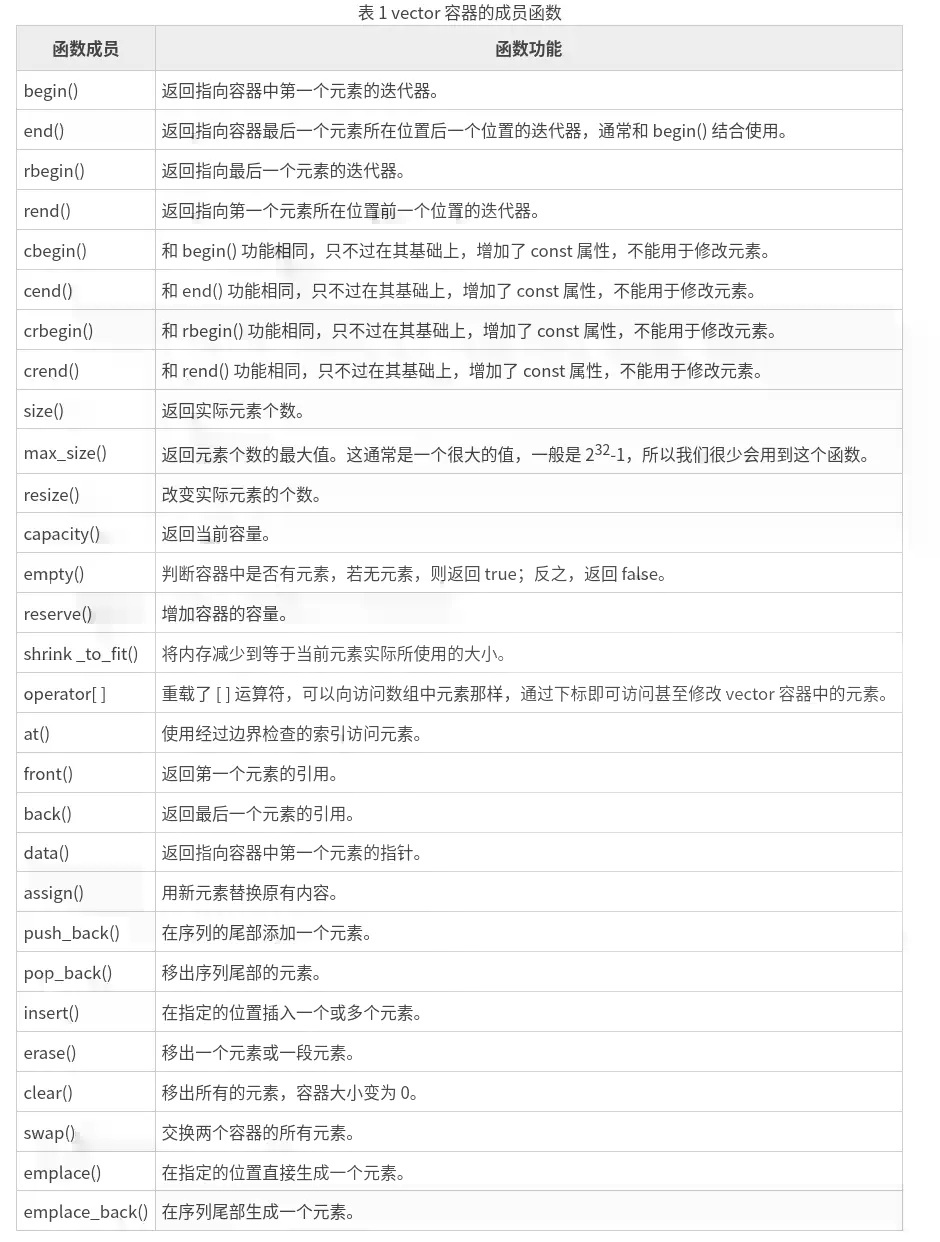 表 1 vector 容器的成员函数
函数成员 函数功能
begin() 返回指向容器中第一个元素的迭代器。
end() 返回指向容器最后一个元素所在位置后一个位置的迭代器，通常和 begin() 结合使用。
rbegin() 返回指向最后一个元素的迭代器。
rend() 返回指向第一个元素所在位置前一个位置的迭代器。
cbegin() 和 begin() 功能相同，只不过在其基础上，增加了 const 属性，不能用于修改元素。
cend() 和 end() 功能相同，只不过在其基础上，增加了 const 属性，不能用于修改元素。
crbegin() 和 rbegin() 功能相同，只不过在其基础上，增加了 const 属性，不能用于修改元素。
crend() 和 rend() 功能相同，只不过在其基础上，增加了 const 属性，不能用于修改元素。
size() 返回实际元素个数。
max_size() 返回元素个数的最大值。这通常是一个很大的值，一般是 2³²-1，所以我们很少会用到这个函数。
resize() 改变实际元素的个数。
capacity() 返回当前容量。
empty() 判断容器中是否有元素，若无元素，则返回 true；反之，返回 false。
reserve() 增加容器的容量。
shrink _to_fit() 将内存减少到等于当前元素实际所使用的大小。
operator[ ] 重载了 [ ] 运算符，可以向访问数组中元素那样，通过下标即可访问甚至修改 vector 容器中的元素。
at() 使用经过边界检查的索引访问元素。
front() 返回第一个元素的引用。
back() 返回最后一个元素的引用。
data() 返回指向容器中第一个元素的指针。
assign() 用新元素替换原有内容。
push_back() 在序列的尾部添加一个元素。
pop_back() 移出序列尾部的元素。
insert() 在指定的位置插入一个或多个元素。
erase() 移出一个元素或一段元素。
clear() 移出所有的元素，容器大小变为 0。
swap() 交换两个容器的所有元素。
emplace() 在指定的位置直接生成一个元素。
emplace_back() 在序列尾部生成一个元素。